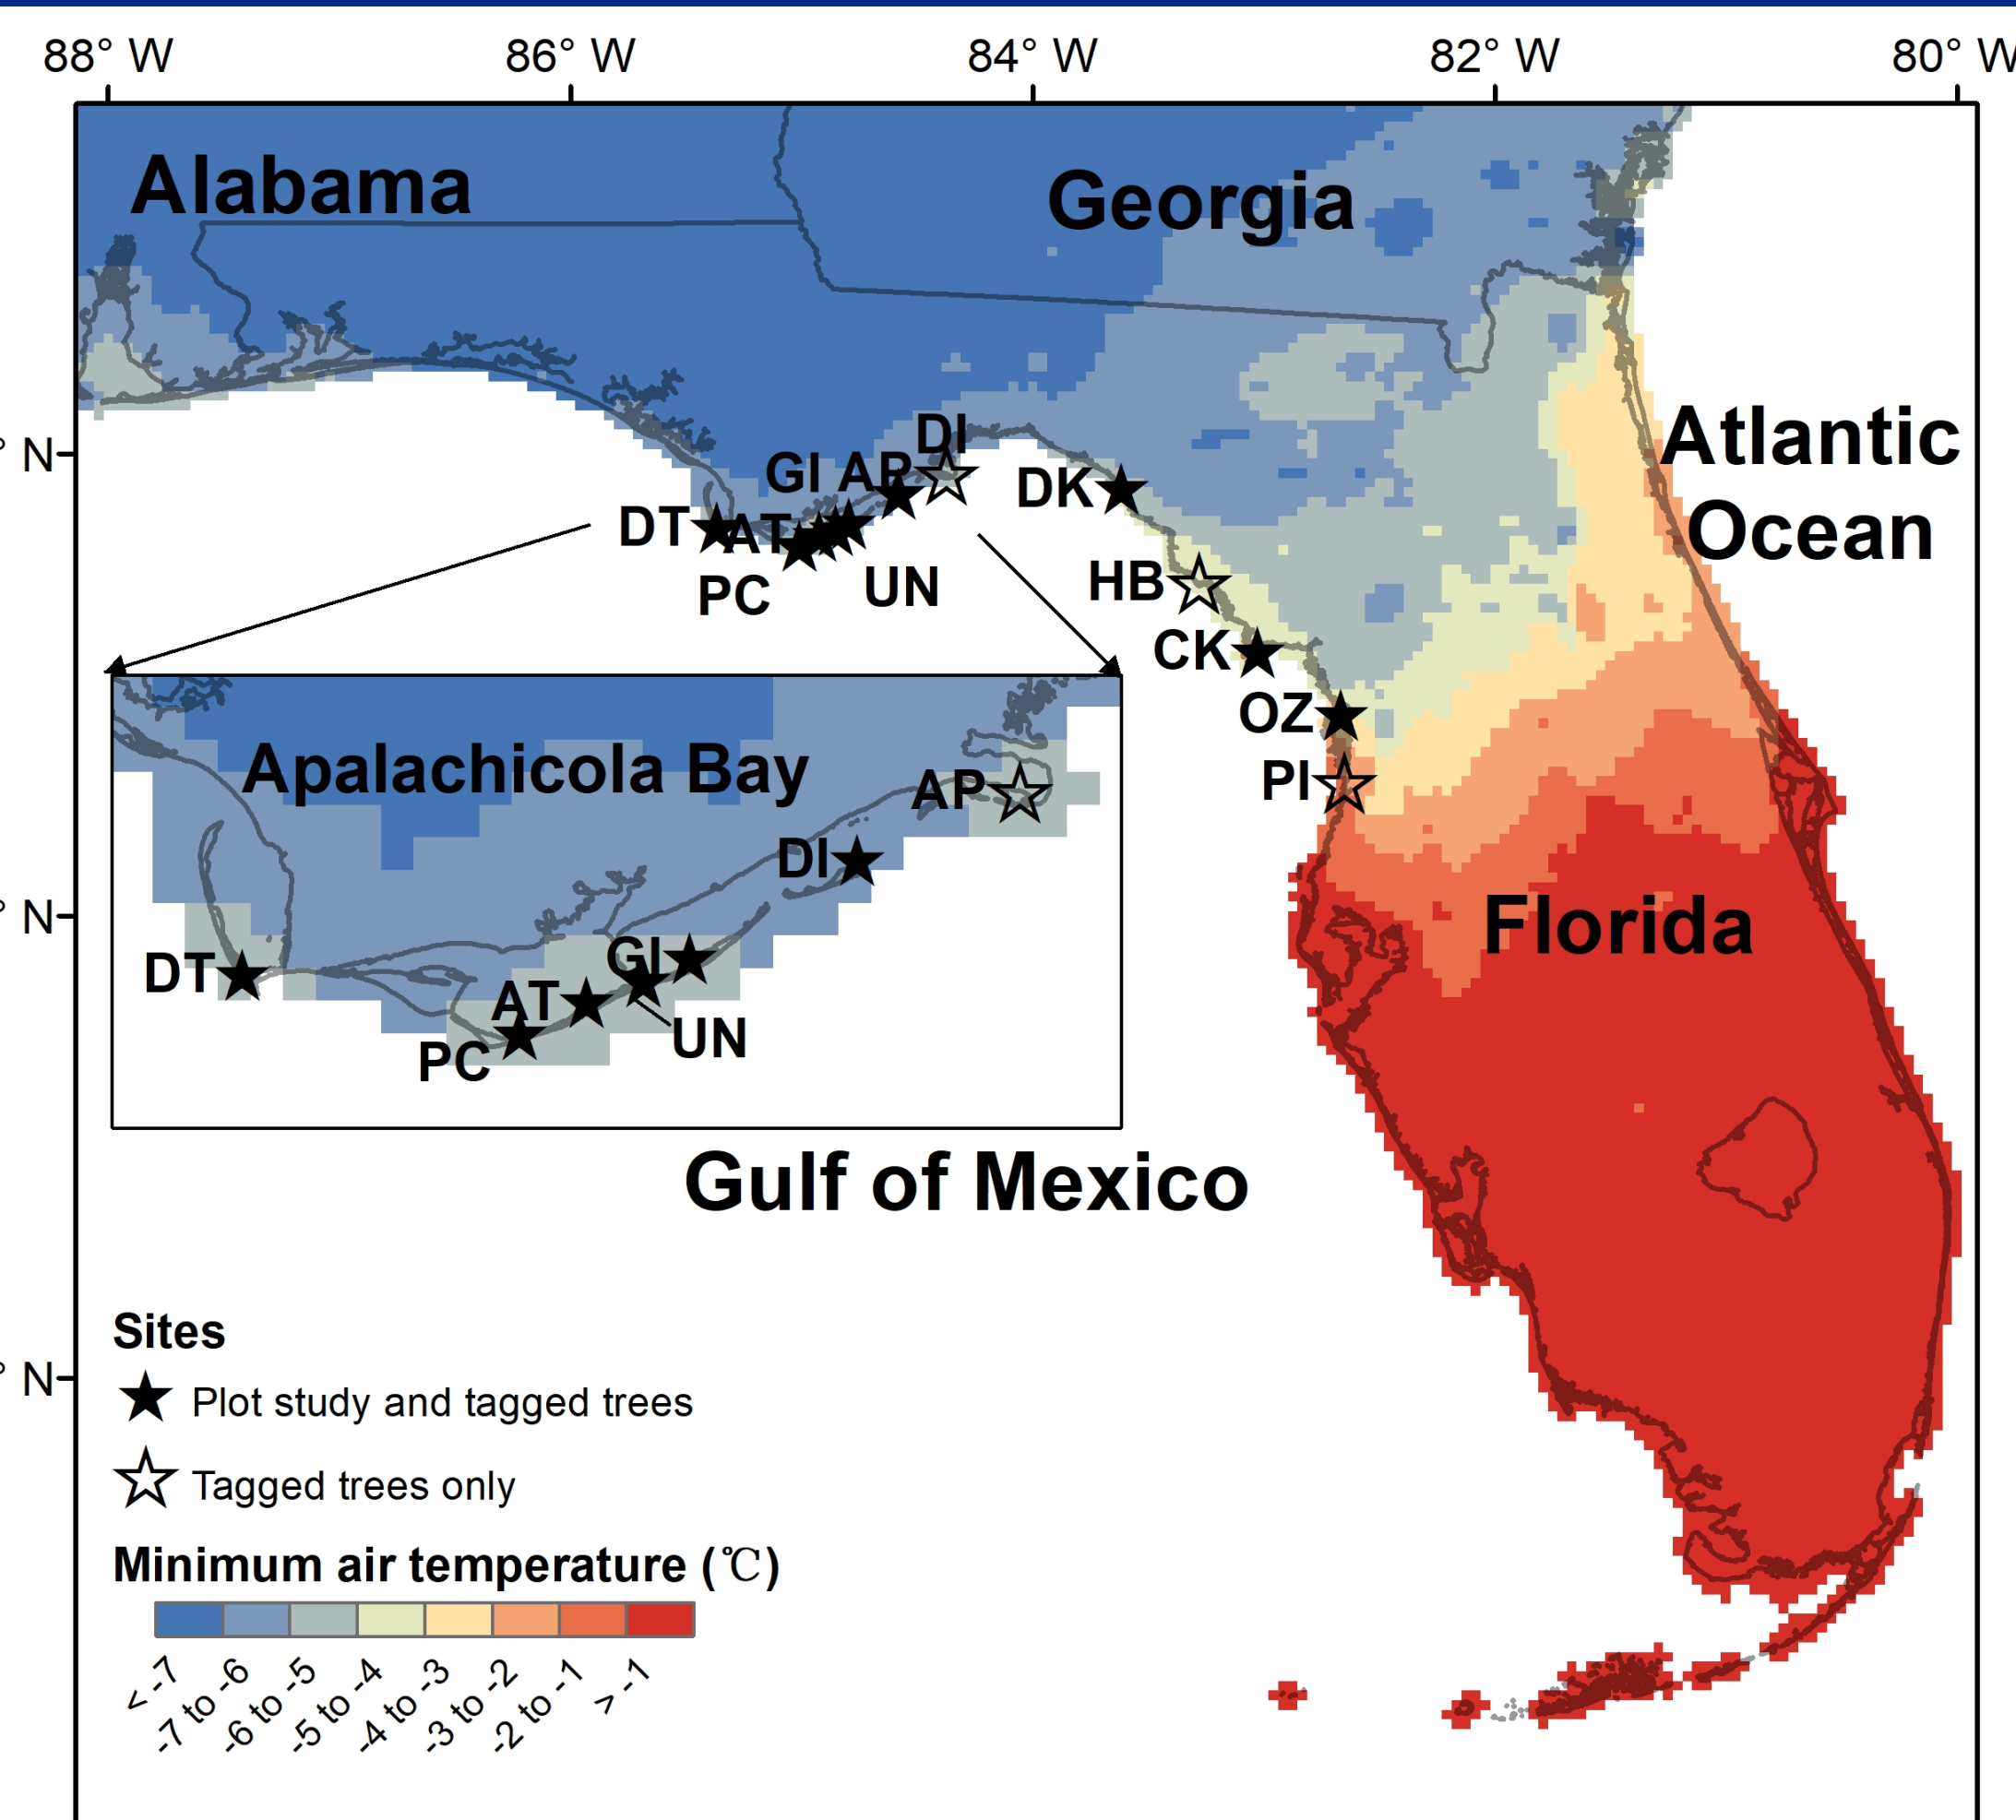 88° W 86° W 84° W 82° W 80° W
Alabama
Georgia
Atlantic
Ocean
° N
DI
GI AP
DK
DT
AT
PC
UN
HB
CK
OZ
PI
Apalachicola Bay
AP
DI
° N
Florida
GI
DT
AT
UN
PC
Gulf of Mexico
Sites
° N
Plot study and tagged trees
Tagged trees only
Minimum air temperature (℃)
< -7
-7 to -6
-6 to -5
-5 to -4
-4 to -3
-3 to -2
-2 to -1
> -1